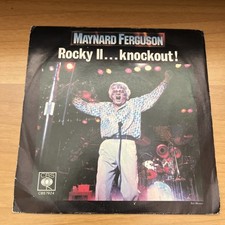 MAYNARD FERGUSON
Rocky II...knockout!
CBS